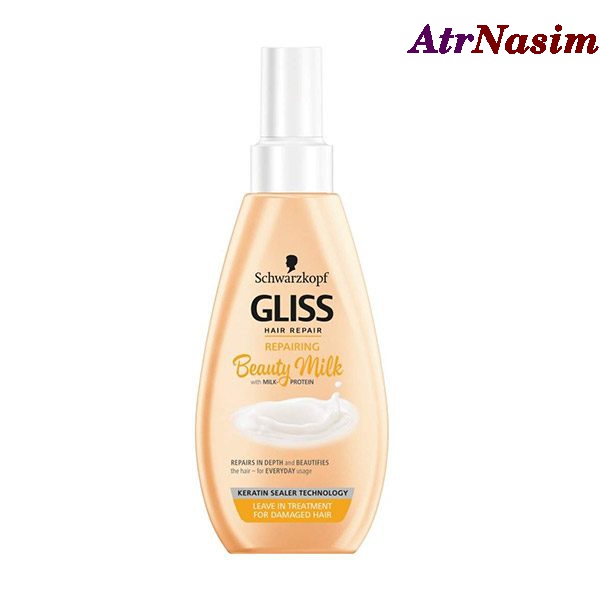 AtrNasim
Schwarzkopf
GLISS
HAIR REPAIR
REPAIRING
Beauty Milk
with MILK-PROTEIN
REPAIRS IN DEPTH and BEAUTIFIES
the hair – for EVERYDAY usage
KERATIN SEALER TECHNOLOGY
LEAVE IN TREATMENT
FOR DAMAGED HAIR